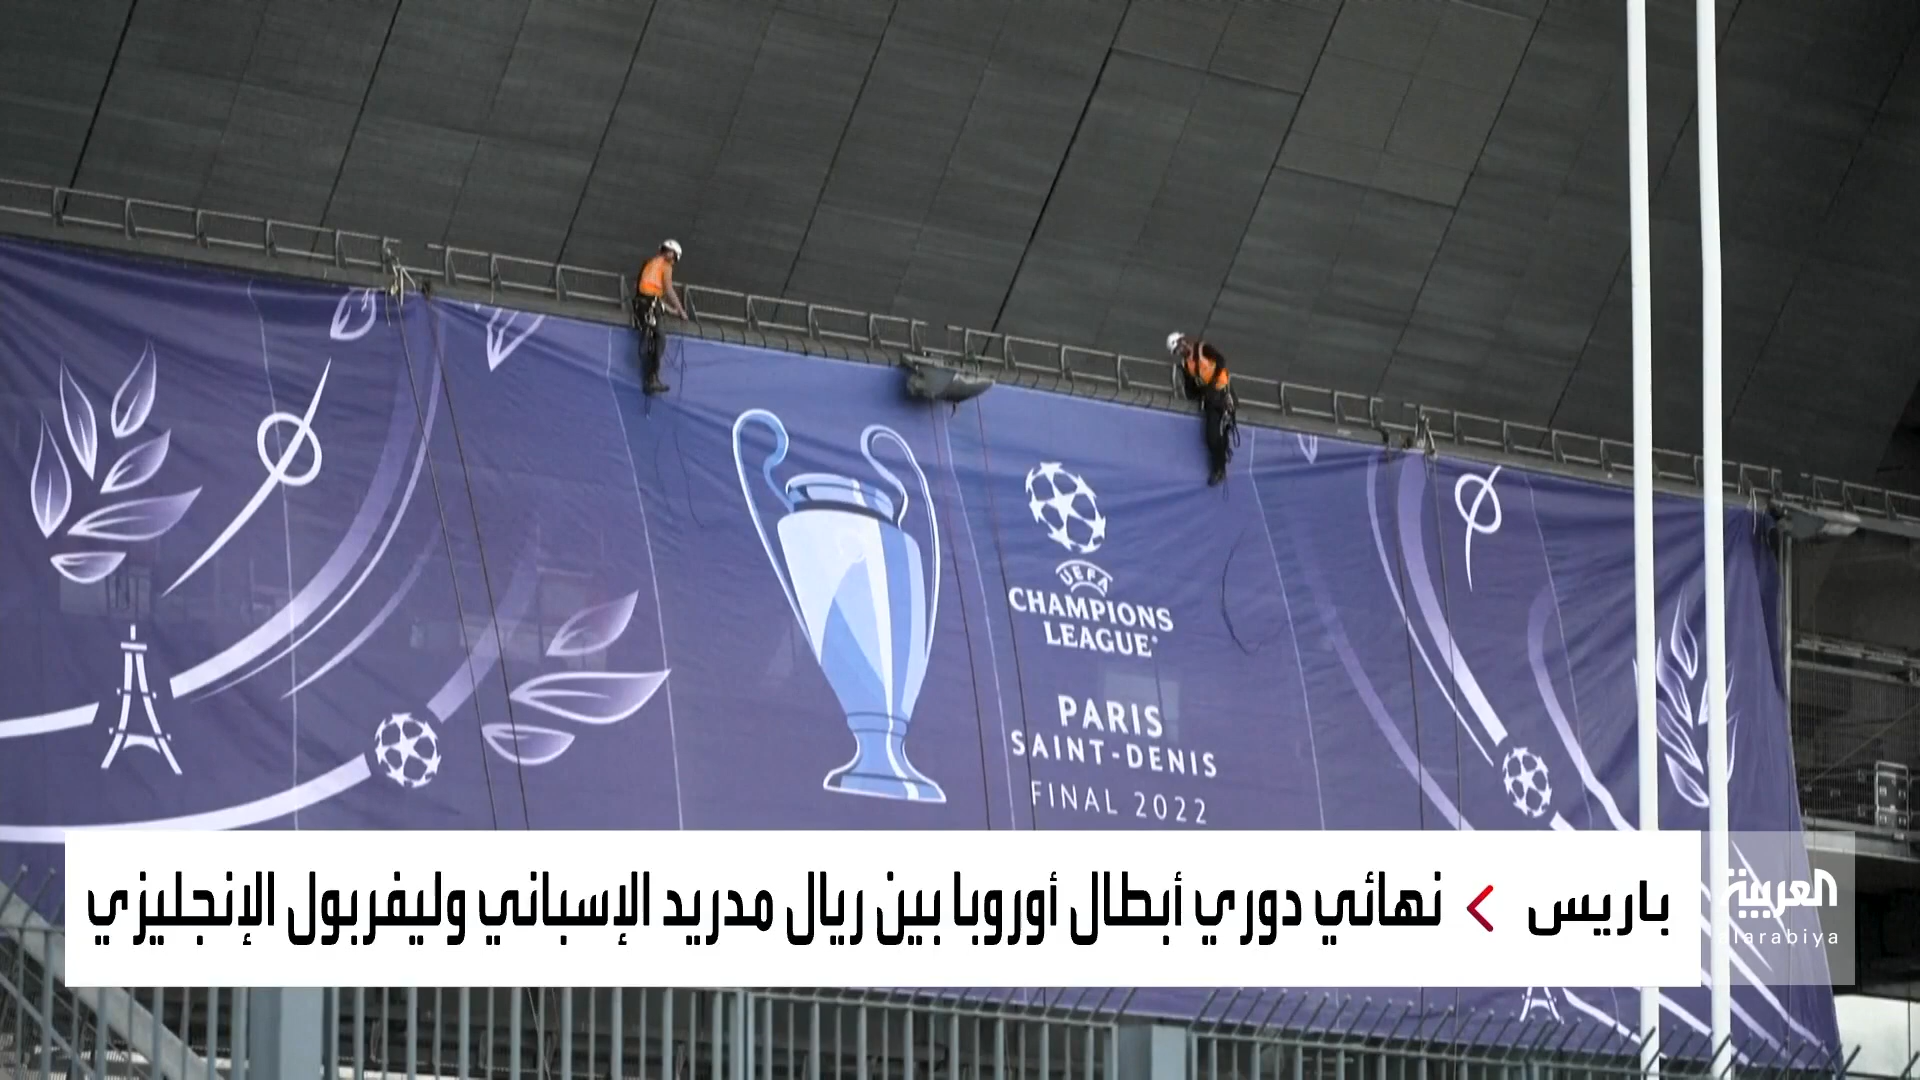 UEFA
CHAMPIONS
LEAGUE
PARIS
SAINT-DENIS
FINAL 2022
باريس > نهائي دوري أبطال أوروبا بين ريال مدريد الإسباني وليفربول الإنجليزي
العربية
alarabiya